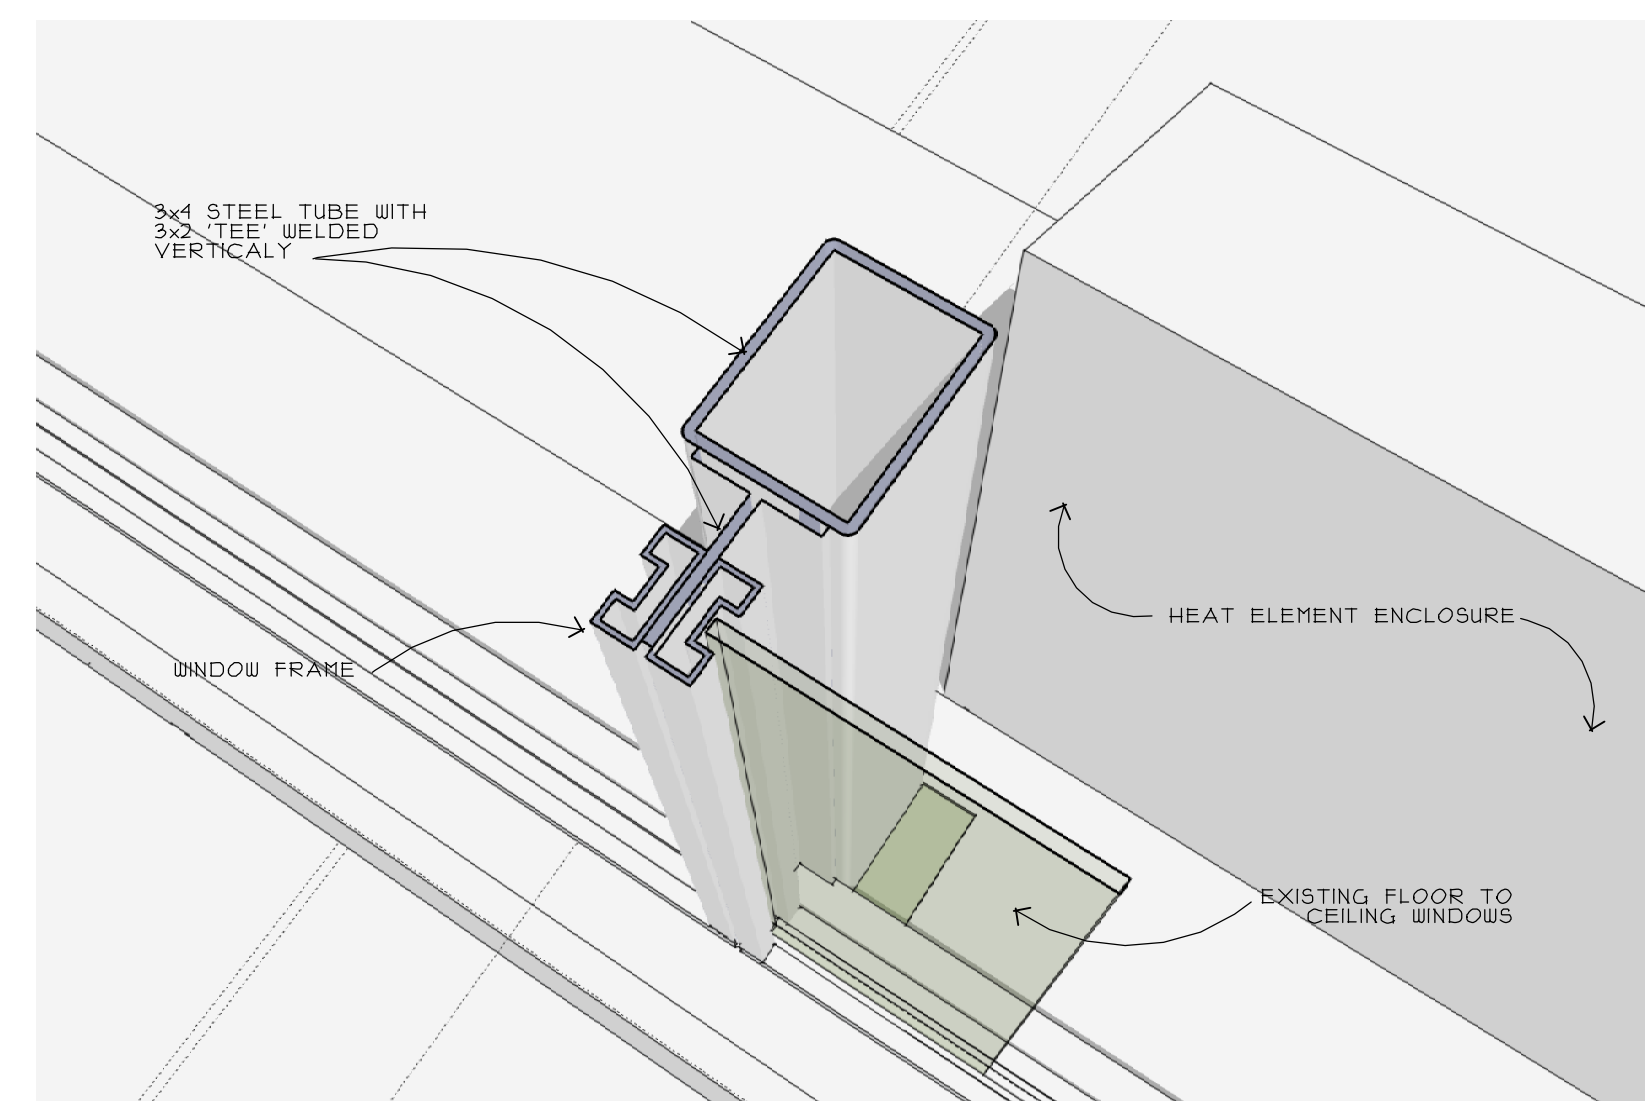 3x4 STEEL TUBE WITH
3x2 'TEE' WELDED
VERTICALY
WINDOW FRAME
HEAT ELEMENT ENCLOSURE
EXISTING FLOOR TO
CEILING WINDOWS